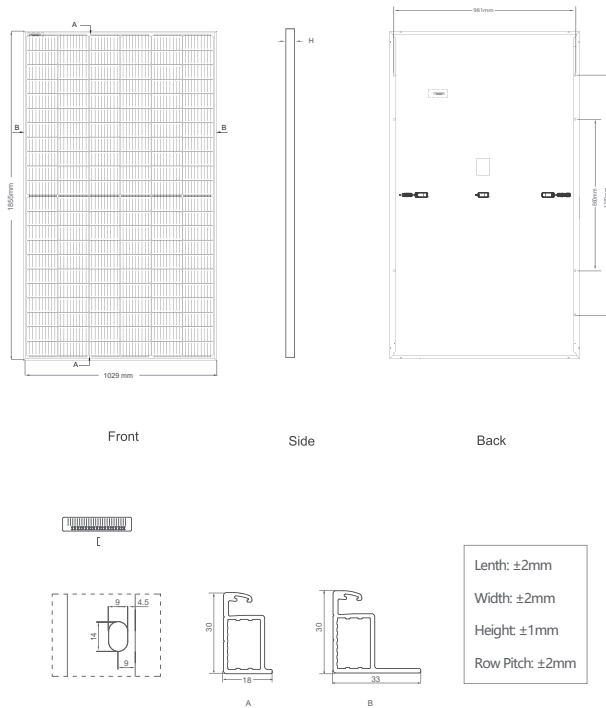 A
H
961mm
B
B
1855mm
A
1029 mm
Front
Side
Back
9
4.5
14
9
30
18
A
30
33
B
Lenth: ±2mm
Width: ±2mm
Height: ±1mm
Row Pitch: ±2mm